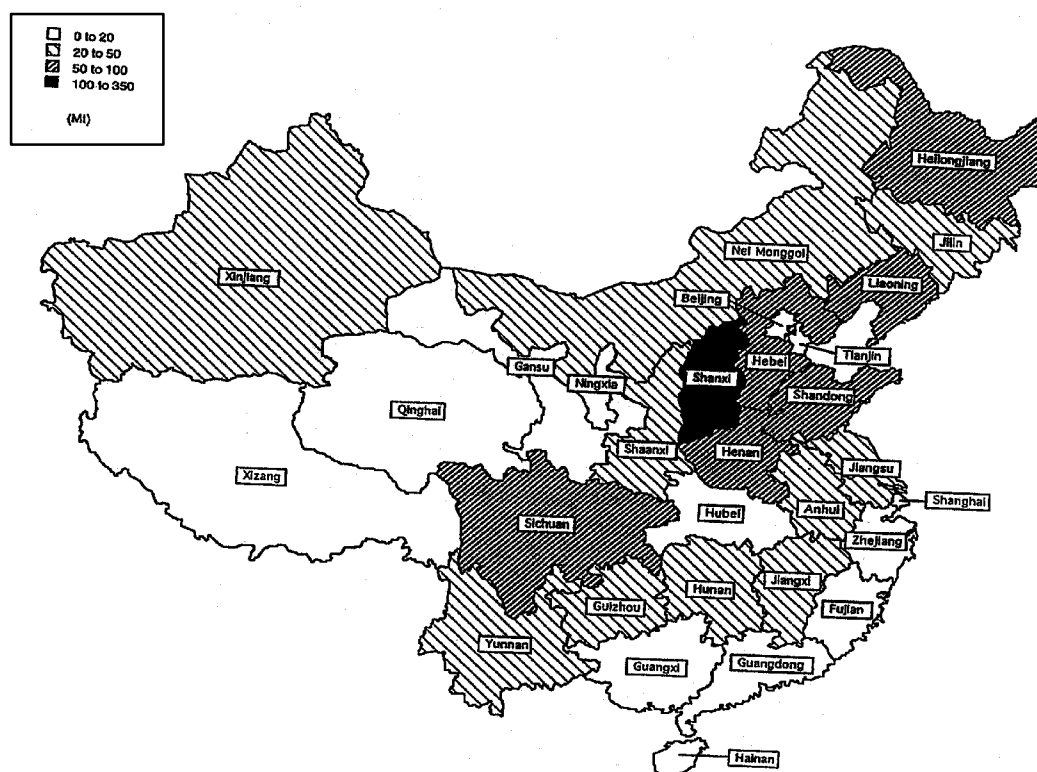 0 to 20
20 to 50
50 to 100
100 to 350
(Mt)
Heilongjiang
Jilin
Nei Monggol
Xinjiang
Liaoning
Beijing
Tianjin
Hebei
Gansu
Ningxia
Shanxi
Shandong
Qinghai
Shaanxi
Henan
Jiangsu
Xizang
Shanghai
Anhui
Hubei
Sichuan
Zhejiang
Jiangxi
Hunan
Guizhou
Fujian
Yunnan
Guangxi
Guangdong
Hainan